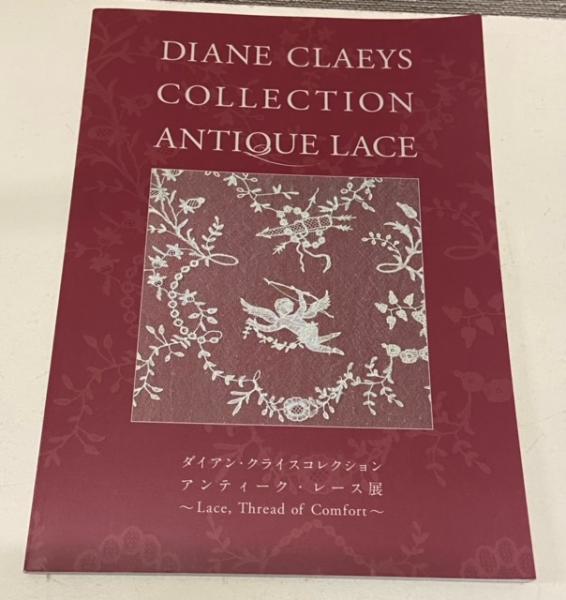 DIANE CLAEYS
COLLECTION
ANTIQUE LACE
ダイアン・クライスコレクション
アンティーク・レース展
～Lace, Thread of Comfort～